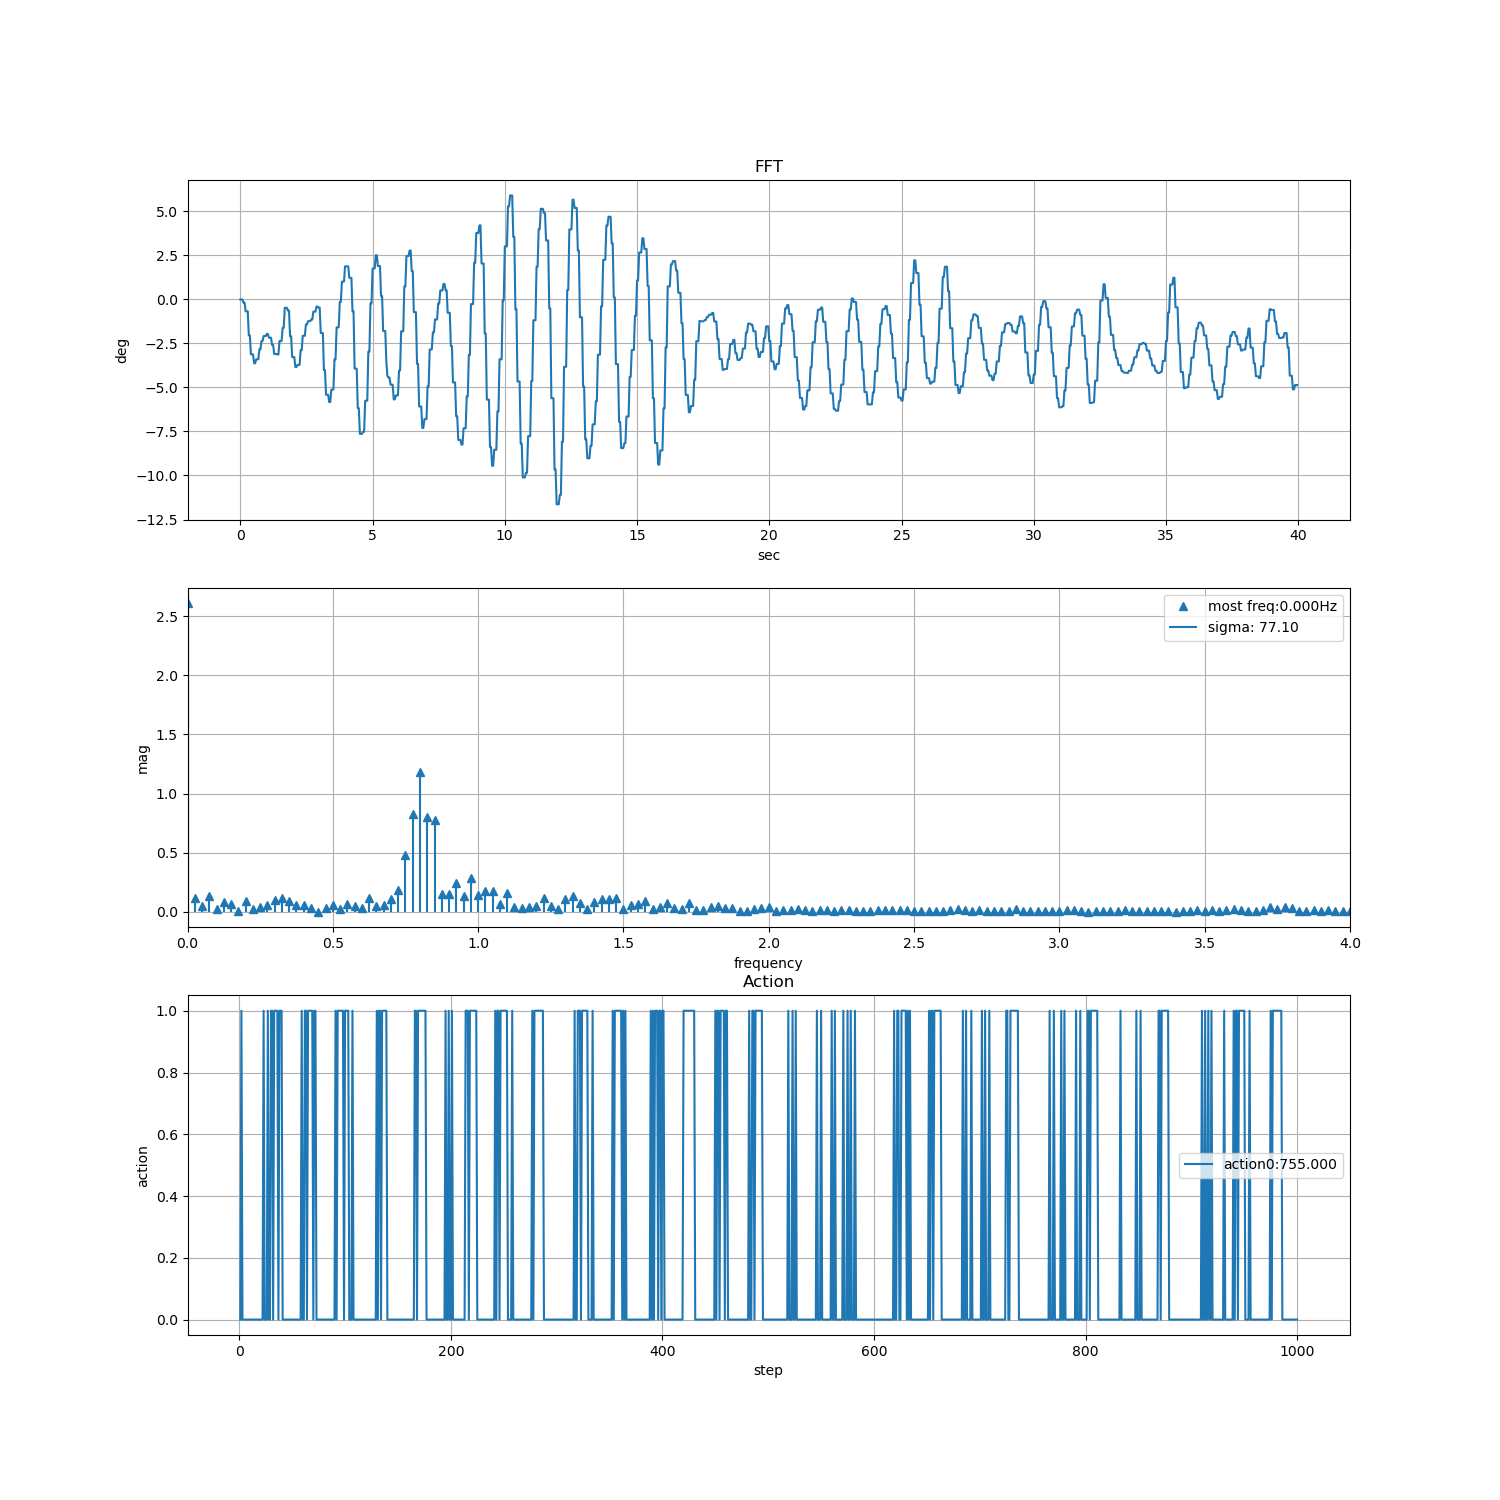 FFT
5.0
2.5
0.0
−2.5
−5.0
−7.5
−10.0
−12.5
deg
0 5 10 15 20 25 30 35 40
sec
most freq:0.000Hz
sigma: 77.10
2.5
2.0
1.5
1.0
0.5
0.0
mag
0.0 0.5 1.0 1.5 2.0 2.5 3.0 3.5 4.0
frequency
Action
1.0
0.8
0.6
0.4
0.2
0.0
action
action0:755.000
0 200 400 600 800 1000
step